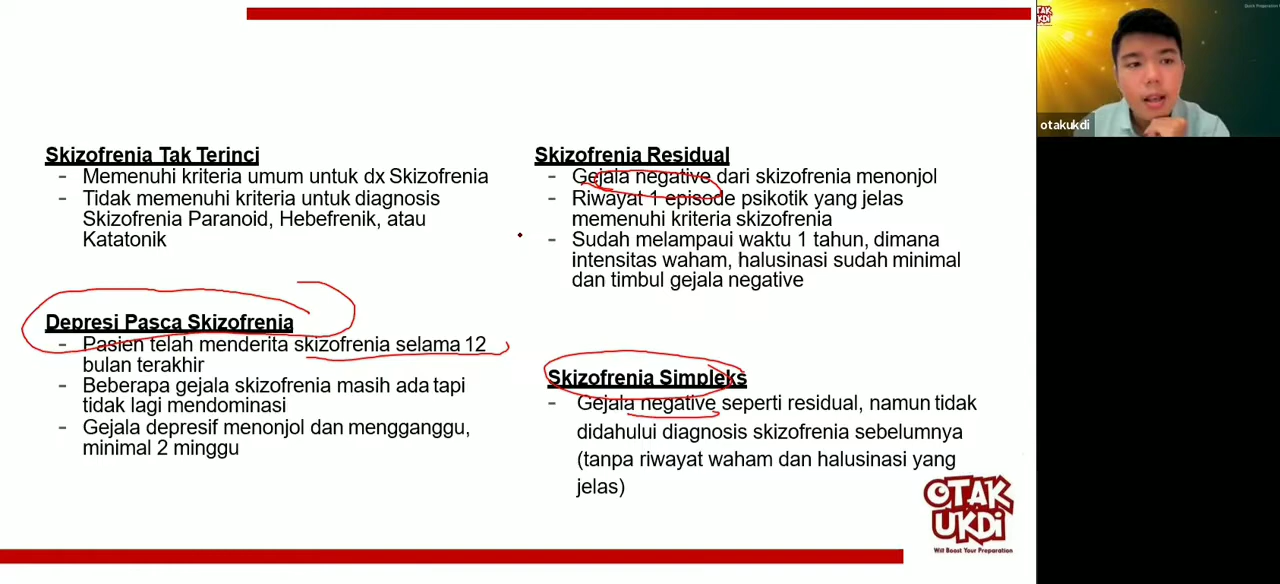 Skizofrenia Tak Terinci
- Memenuhi kriteria umum untuk dx Skizofrenia
- Tidak memenuhi kriteria untuk diagnosis
Skizofrenia Paranoid, Hebefrenik, atau
Katatonik
Depresi Pasca Skizofrenia
- Pasien telah menderita skizofrenia selama 12
bulan terakhir
- Beberapa gejala skizofrenia masih ada tapi
tidak lagi mendominasi
- Gejala depresif menonjol dan mengganggu,
minimal 2 minggu
Skizofrenia Residual
- Gejala negative dari skizofrenia menonjol
- Riwayat 1 episode psikotik yang jelas
memenuhi kriteria skizofrenia
- Sudah melampaui waktu 1 tahun, dimana
intensitas waham, halusinasi sudah minimal
dan timbul gejala negative
Skizofrenia Simpleks
- Gejala negative seperti residual, namun tidak
didahului diagnosis skizofrenia sebelumnya
(tanpa riwayat waham dan halusinasi yang
jelas)
OTAK
UKDi
Will Boost Your Preparation
otakukdi